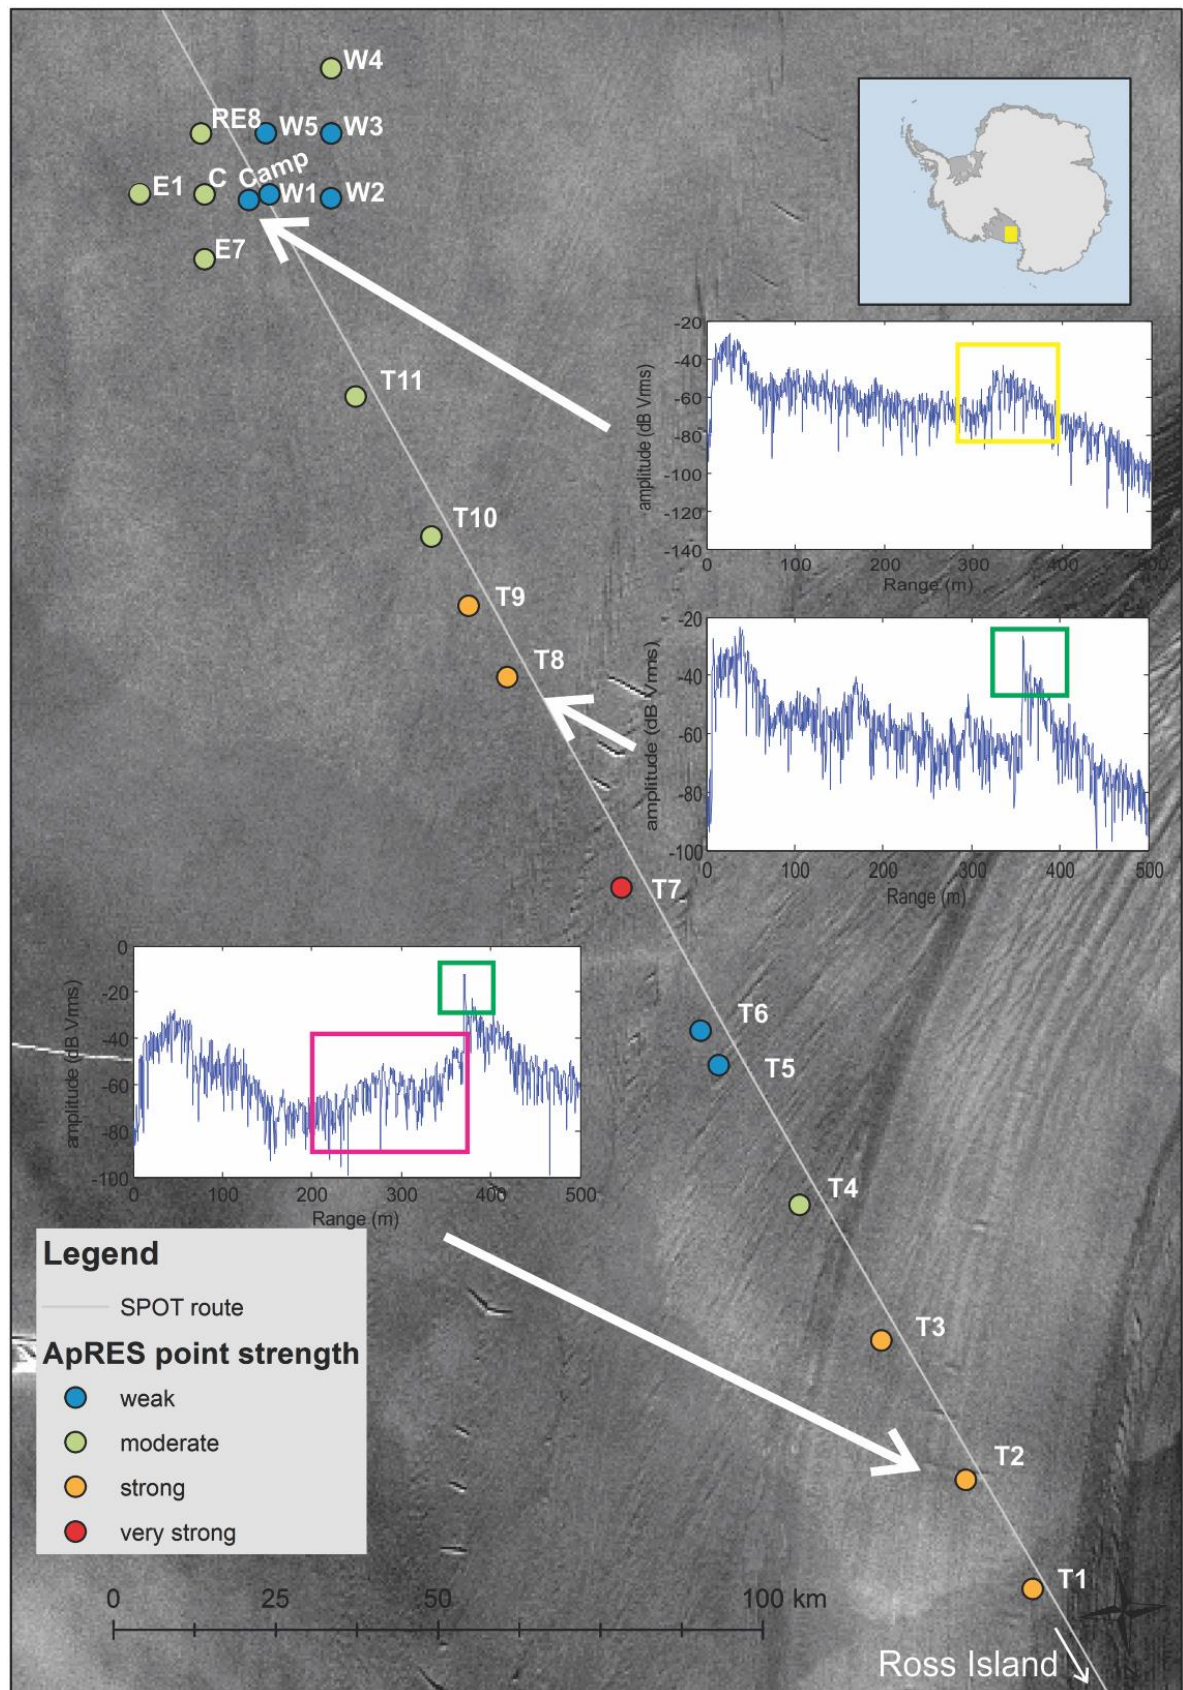 W4
RE8
W5
W3
E1
C
Camp
W1
W2
E7
T11
T10
T9
T8
T7
T6
T5
T4
T3
T2
T1
Ross Island
-20
-40
-60
-80
-100
-120
-140
amplitude (dB Vrms)
0 100 200 300 400 500
Range (m)
-20
-40
-60
-80
-100
amplitude (dB Vrms)
0 100 200 300 400 500
Range (m)
0
-20
-40
-60
-80
-100
amplitude (dB Vrms)
0 100 200 300 400 500
Range (m)
Legend
SPOT route
ApRES point strength
weak
moderate
strong
very strong
0 25 50 100 km